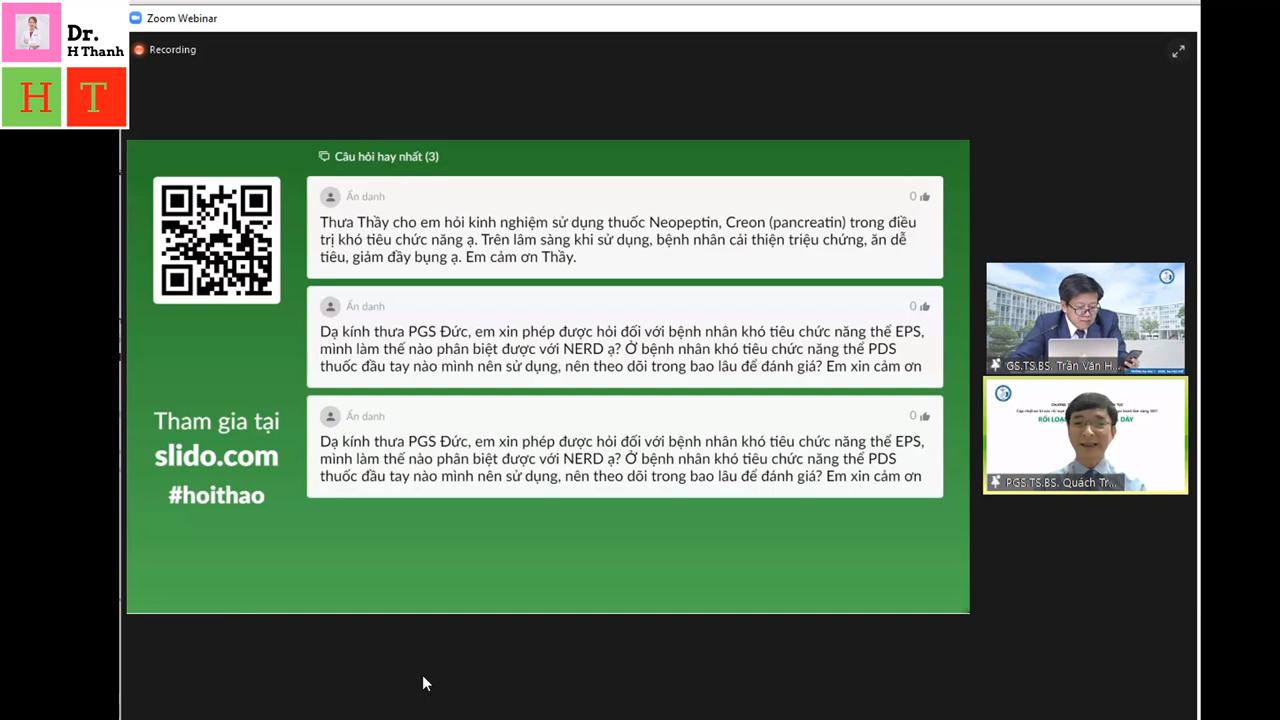 Zoom Webinar
Dr.
H Thanh
H T
Recording
Câu hỏi hay nhất (3)
Ẩn danh
0
Thưa Thầy cho em hỏi kinh nghiệm sử dụng thuốc Neopeptin, Creon (pancreatin) trong điều
trị khó tiêu chức năng ạ. Trên lâm sàng khi sử dụng, bệnh nhân cải thiện triệu chứng, ăn dễ
tiêu, giảm đầy bụng ạ. Em cảm ơn Thầy.
Ẩn danh
0
Dạ kính thưa PGS Đức, em xin phép được hỏi đối với bệnh nhân khó tiêu chức năng thể EPS,
mình làm thế nào phân biệt được với NERD ạ? Ở bệnh nhân khó tiêu chức năng thể PDS
thuốc đầu tay nào mình nên sử dụng, nên theo dõi trong bao lâu để đánh giá? Em xin cảm ơn
Ẩn danh
0
Dạ kính thưa PGS Đức, em xin phép được hỏi đối với bệnh nhân khó tiêu chức năng thể EPS,
mình làm thế nào phân biệt được với NERD ạ? Ở bệnh nhân khó tiêu chức năng thể PDS
thuốc đầu tay nào mình nên sử dụng, nên theo dõi trong bao lâu để đánh giá? Em xin cảm ơn
Tham gia tại
slido.com
#hoithao
GS.TS.BS. Trần Văn H...
PGS.TS.BS. Quách Tr...